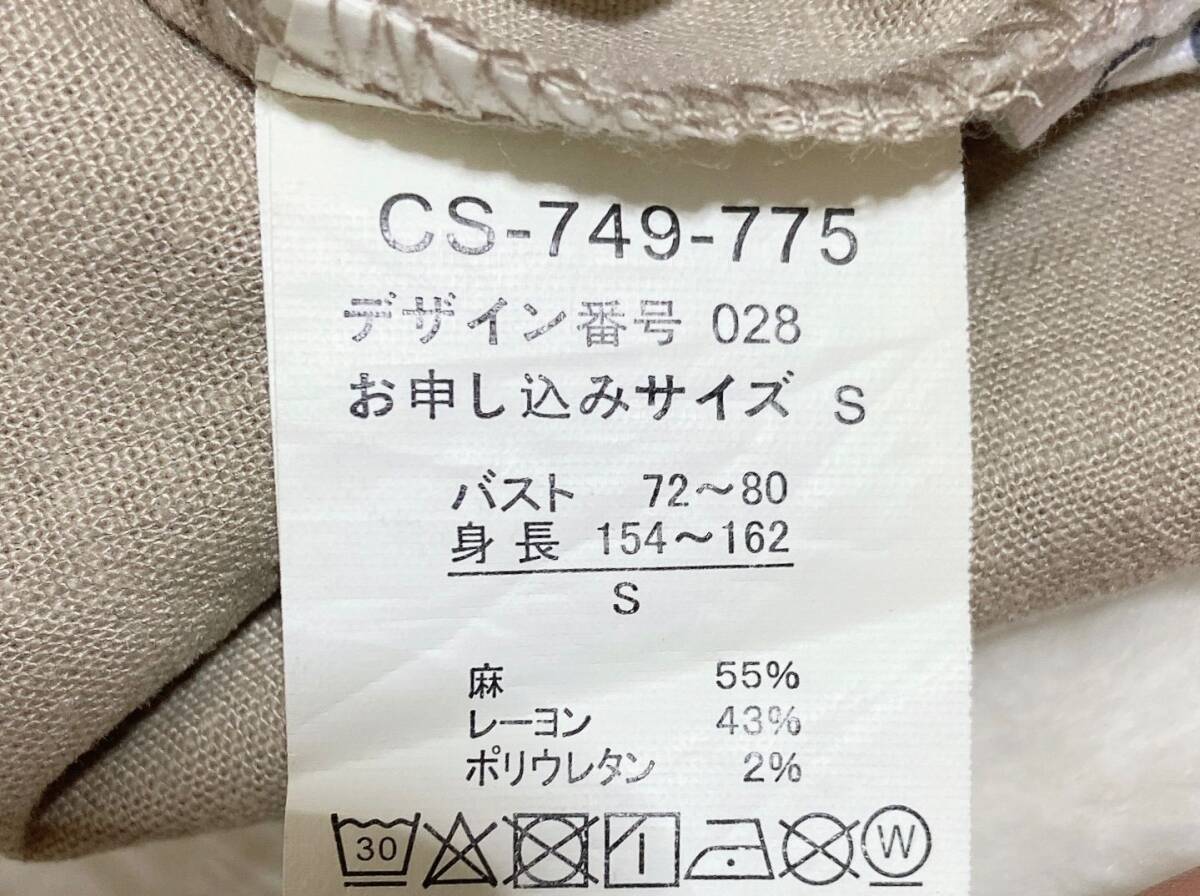 CS-749-775
デザイン番号 028
お申し込みサイズ S
バスト 72～80
身長 154～162
S
麻 55%
レーヨン 43%
ポリウレタン 2%
30 W